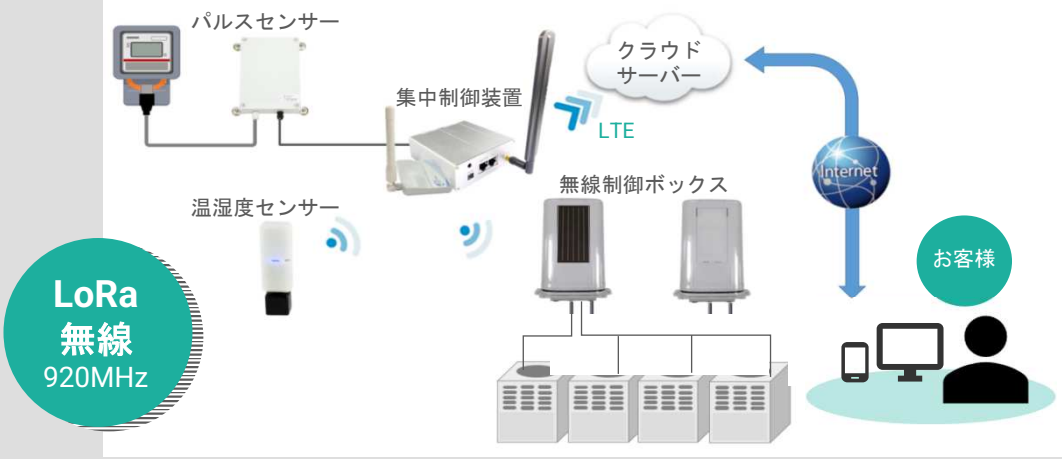 パルスセンサー
クラウド
サーバー
集中制御装置
LTE
Internet
無線制御ボックス
温湿度センサー
お客様
LoRa
無線
920MHz